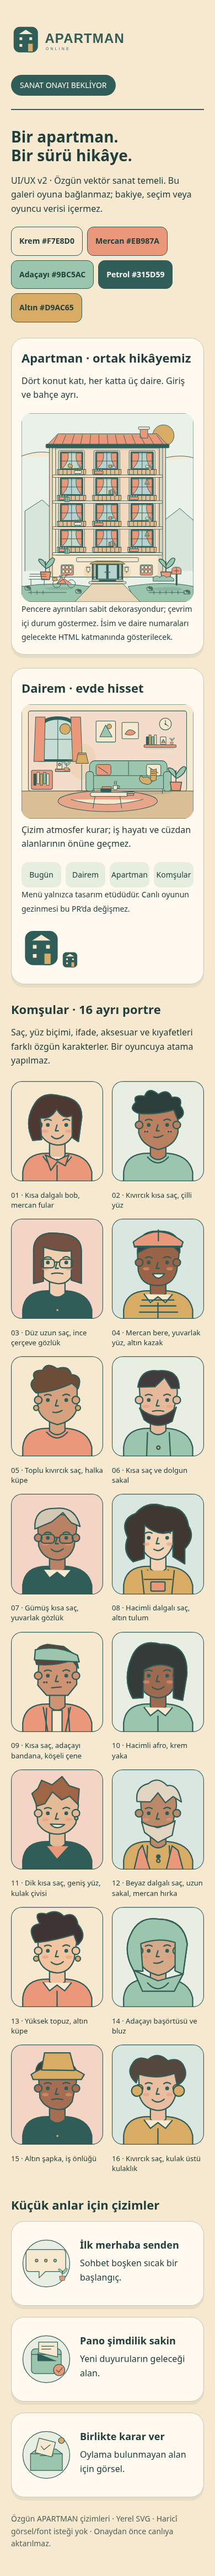 APARTMAN
ONLINE
SANAT ONAYI BEKLİYOR
Bir apartman.
Bir sürü hikâye.
UI/UX v2 · Özgün vektör sanat temeli. Bu
galeri oyuna bağlanmaz; bakiye, seçim veya
oyuncu verisi içermez.
Krem #F7E8D0
Mercan #EB987A
Adaçayı #9BC5AC
Petrol #315D59
Altın #D9AC65
Apartman · ortak hikâyemiz
Dört konut katı, her katta üç daire. Giriş
ve bahçe ayrı.
Pencere ayrıntıları sabit dekorasyondur; çevrim
içi durum göstermez. İsim ve daire numaraları
gelecekte HTML katmanında gösterilecek.
Dairem · evde hisset
Çizim atmosfer kurar; iş hayatı ve cüzdan
alanlarının önüne geçmez.
Bugün
Dairem
Apartman
Komşular
Menü yalnızca tasarım etüdüdür. Canlı oyunun
gezinmesi bu PR'da değişmez.
Komşular · 16 ayrı portre
Saç, yüz biçimi, ifade, aksesuar ve kıyafetleri
farklı özgün karakterler. Bir oyuncuya atama
yapılmaz.
01 · Kısa dalgalı bob,
mercan fular
02 · Kıvırcık kısa saç, çilli
yüz
03 · Düz uzun saç, ince
çerçeve gözlük
04 · Mercan bere, yuvarlak
yüz, altın kazak
05 · Toplu kıvırcık saç, halka
küpe
06 · Kısa saç ve dolgun
sakal
07 · Gümüş kısa saç,
yuvarlak gözlük
08 · Hacimli dalgalı saç,
altın tulum
09 · Kısa saç, adaçayı
bandana, köşeli çene
10 · Hacimli afro, krem
yaka
11 · Dik kısa saç, geniş yüz,
kulak çivisi
12 · Beyaz dalgalı saç, uzun
sakal, mercan hırka
13 · Yüksek topuz, altın
küpe
14 · Adaçayı başörtüsü ve
bluz
15 · Altın şapka, iş önlüğü
16 · Kıvırcık saç, kulak üstü
kulaklık
Küçük anlar için çizimler
İlk merhaba senden
Sohbet boşken sıcak bir
başlangıç.
Pano şimdilik sakin
Yeni duyuruların geleceği
alan.
Birlikte karar ver
Oylama bulunmayan alan
için görsel.
Özgün APARTMAN çizimleri · Yerel SVG · Haricî
görsel/font isteği yok · Onaydan önce canlıya
aktarılmaz.